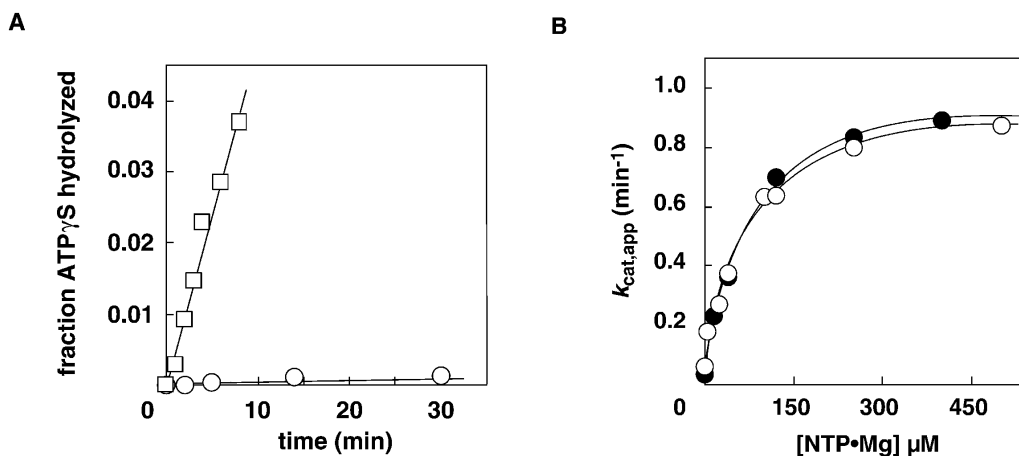 A
fraction ATPγS hydrolyzed
0.04
0.03
0.02
0.01
0
10
20
30
time (min)
B
kcat,app (min-1)
1.0
0.8
0.6
0.4
0.2
0
150
300
450
[NTP•Mg] µM